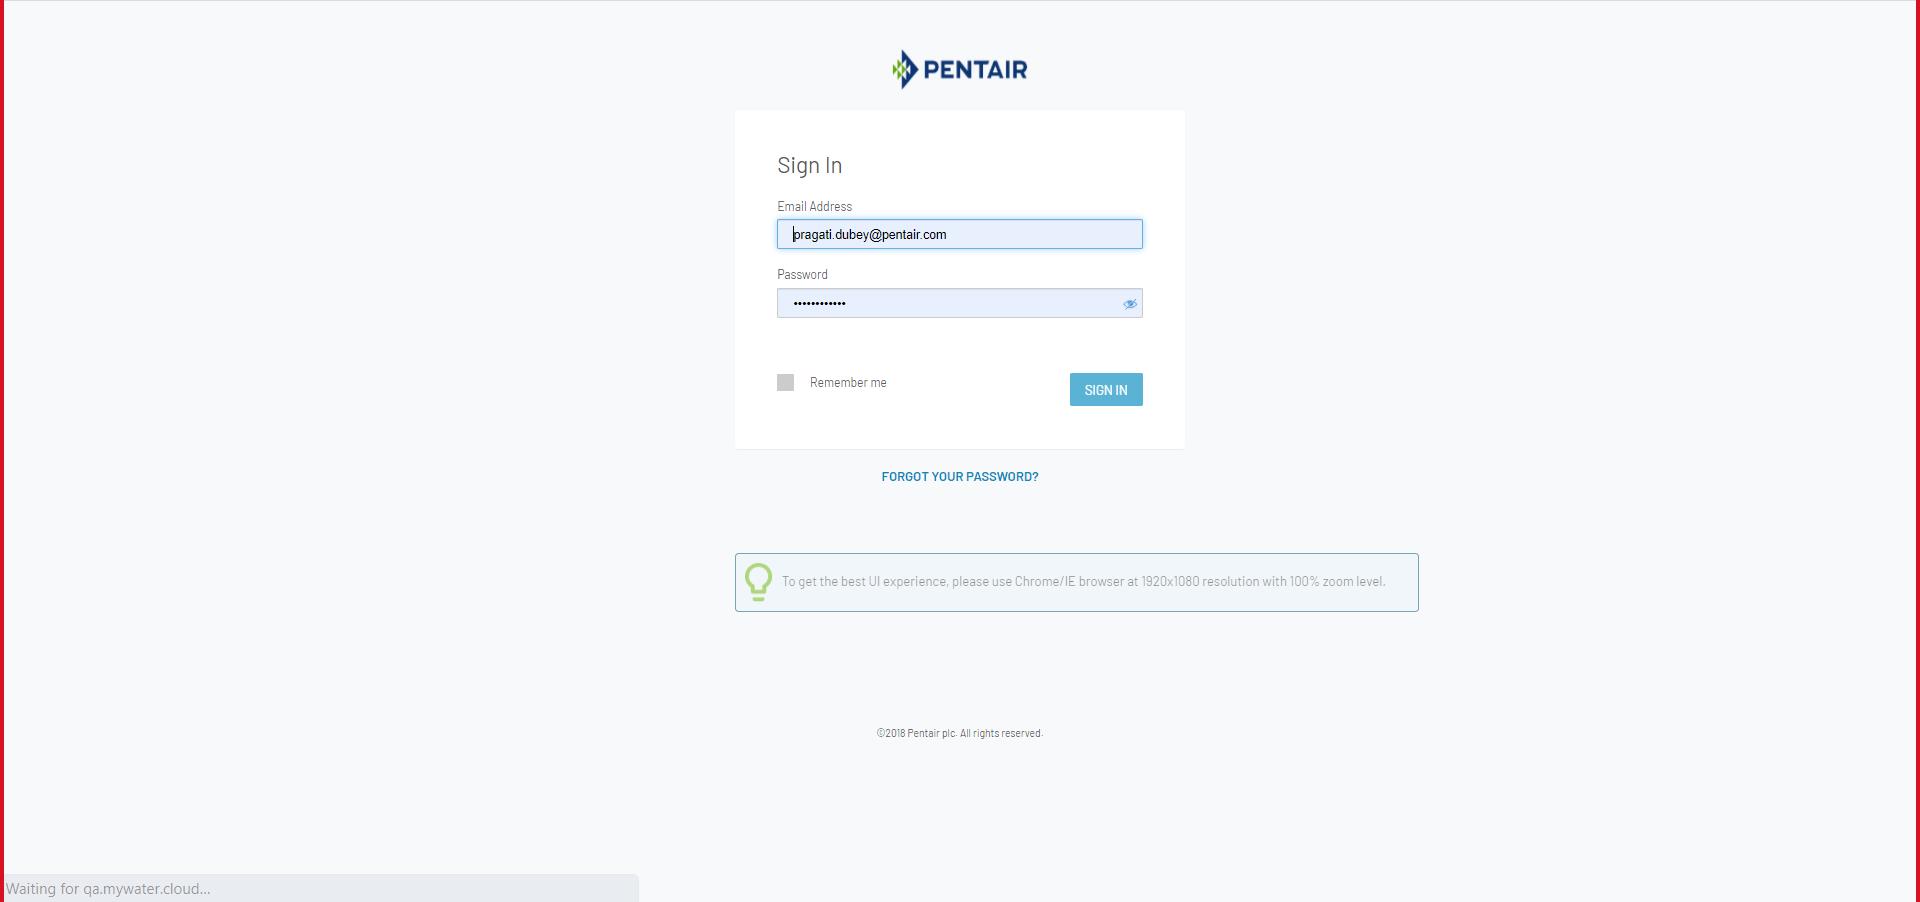 PENTAIR
Sign In
Email Address
pragati.dubey@pentair.com
Password
••••••••••••
Remember me
SIGN IN
FORGOT YOUR PASSWORD?
To get the best UI experience, please use Chrome/IE browser at 1920x1080 resolution with 100% zoom level.
©2018 Pentair plc. All rights reserved.
Waiting for qa.mywater.cloud...